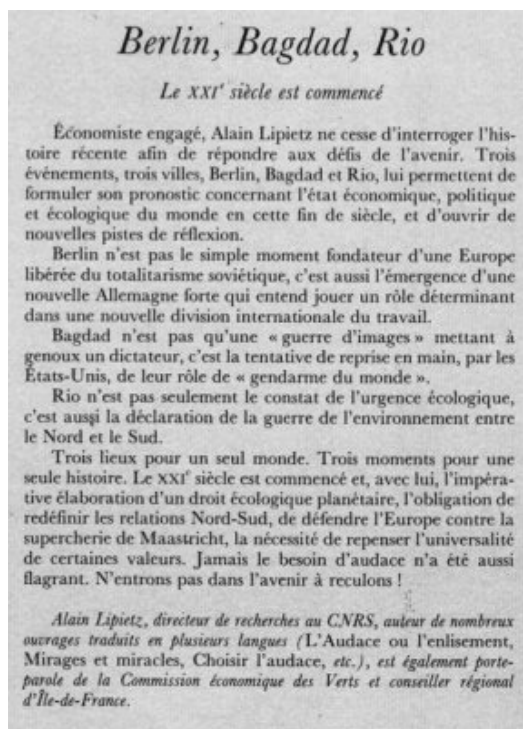 Berlin, Bagdad, Rio
Le XXIe siècle est commencé
Économiste engagé, Alain Lipietz ne cesse d'interroger l'his-
toire récente afin de répondre aux défis de l'avenir. Trois
événements, trois villes, Berlin, Bagdad et Rio, lui permettent de
formuler son pronostic concernant l'état économique, politique
et écologique du monde en cette fin de siècle, et d'ouvrir de
nouvelles pistes de réflexion.
Berlin n'est pas le simple moment fondateur d'une Europe
libérée du totalitarisme soviétique, c'est aussi l'émergence d'une
nouvelle Allemagne forte qui entend jouer un rôle déterminant
dans une nouvelle division internationale du travail.
Bagdad n'est pas qu'une « guerre d'images » mettant à
genoux un dictateur, c'est la tentative de reprise en main, par les
États-Unis, de leur rôle de « gendarme du monde ».
Rio n'est pas seulement le constat de l'urgence écologique,
c'est aussi la déclaration de la guerre de l'environnement entre
le Nord et le Sud.
Trois lieux pour un seul monde. Trois moments pour une
seule histoire. Le XXIe siècle est commencé et, avec lui, l'impéra-
tive élaboration d'un droit écologique planétaire, l'obligation de
redéfinir les relations Nord-Sud, de défendre l'Europe contre la
supercherie de Maastricht, la nécessité de repenser l'universalité
de certaines valeurs. Jamais le besoin d'audace n'a été aussi
flagrant. N'entrons pas dans l'avenir à reculons !
Alain Lipietz, directeur de recherches au CNRS, auteur de nombreux
ouvrages traduits en plusieurs langues (L'Audace ou l'enlisement,
Mirages et miracles, Choisir l'audace, etc.), est également porte-
parole de la Commission économique des Verts et conseiller régional
d'Île-de-France.